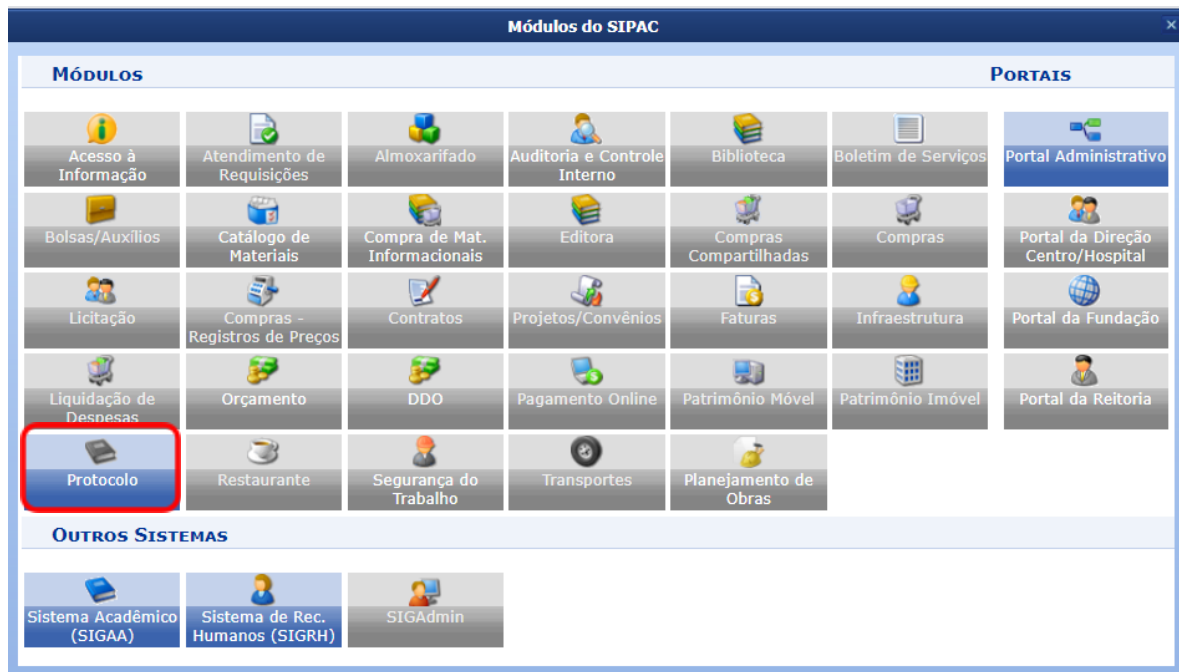 Módulos do SIPAC
×
Módulos
Portais
Acesso à
Informação
Atendimento de
Requisições
Almoxarifado
Auditoria e Controle
Interno
Biblioteca
Boletim de Serviços
Portal Administrativo
Bolsas/Auxílios
Catálogo de
Materiais
Compra de Mat.
Informacionais
Editora
Compras
Compartilhadas
Compras
Portal da Direção
Centro/Hospital
Licitação
Compras -
Registros de Preços
Contratos
Projetos/Convênios
Faturas
Infraestrutura
Portal da Fundação
Liquidação de
Despesas
Orçamento
DDO
Pagamento Online
Patrimônio Móvel
Patrimônio Imóvel
Portal da Reitoria
Protocolo
Restaurante
Segurança do
Trabalho
Transportes
Planejamento de
Obras
Outros Sistemas
Sistema Acadêmico
(SIGAA)
Sistema de Rec.
Humanos (SIGRH)
SIGAdmin